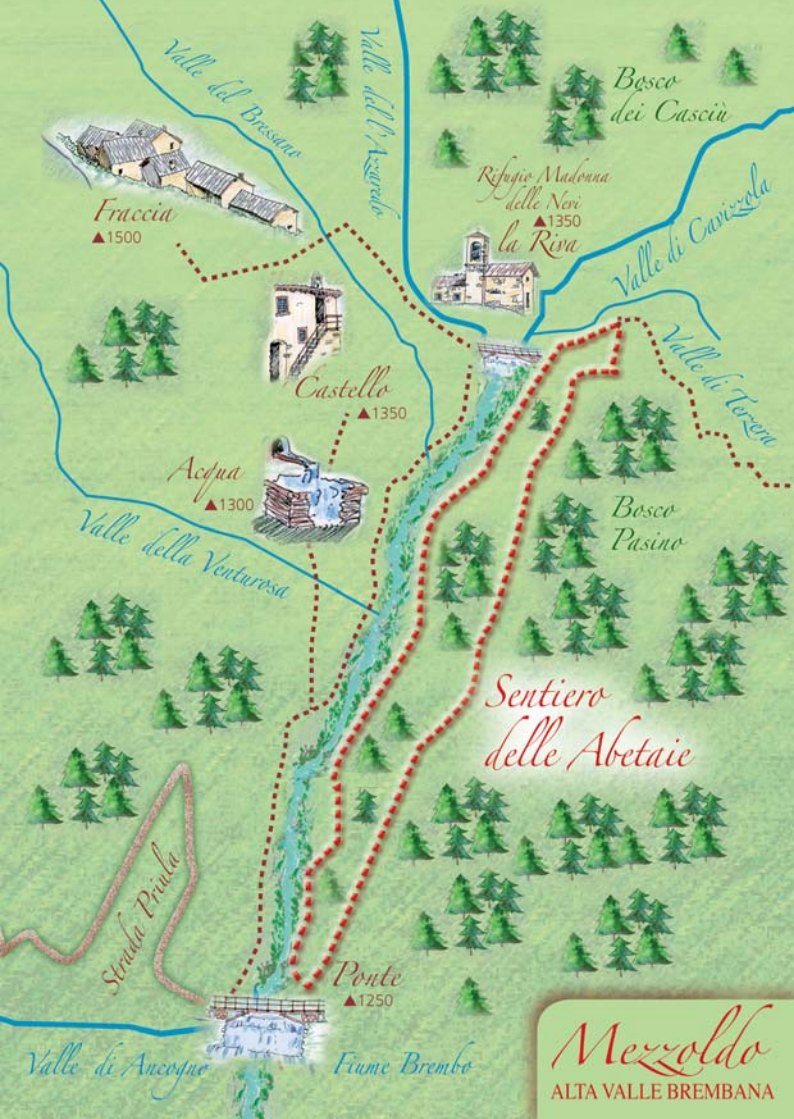 Valle del Bressano
Valle dell'Azzaredo
Bosco
dei Casciù
Rifugio Madonna
delle Nevi
▲1350
la Riva
Fraccia
▲1500
Valle di Cavizzola
Valle di Terzera
Castello
▲1350
Acqua
▲1300
Valle della Venturosa
Bosco
Pasino
Sentiero
delle Abetaie
Strada Priula
Ponte
▲1250
Valle di Ancogno
Fiume Brembo
Mezzoldo
ALTA VALLE BREMBANA